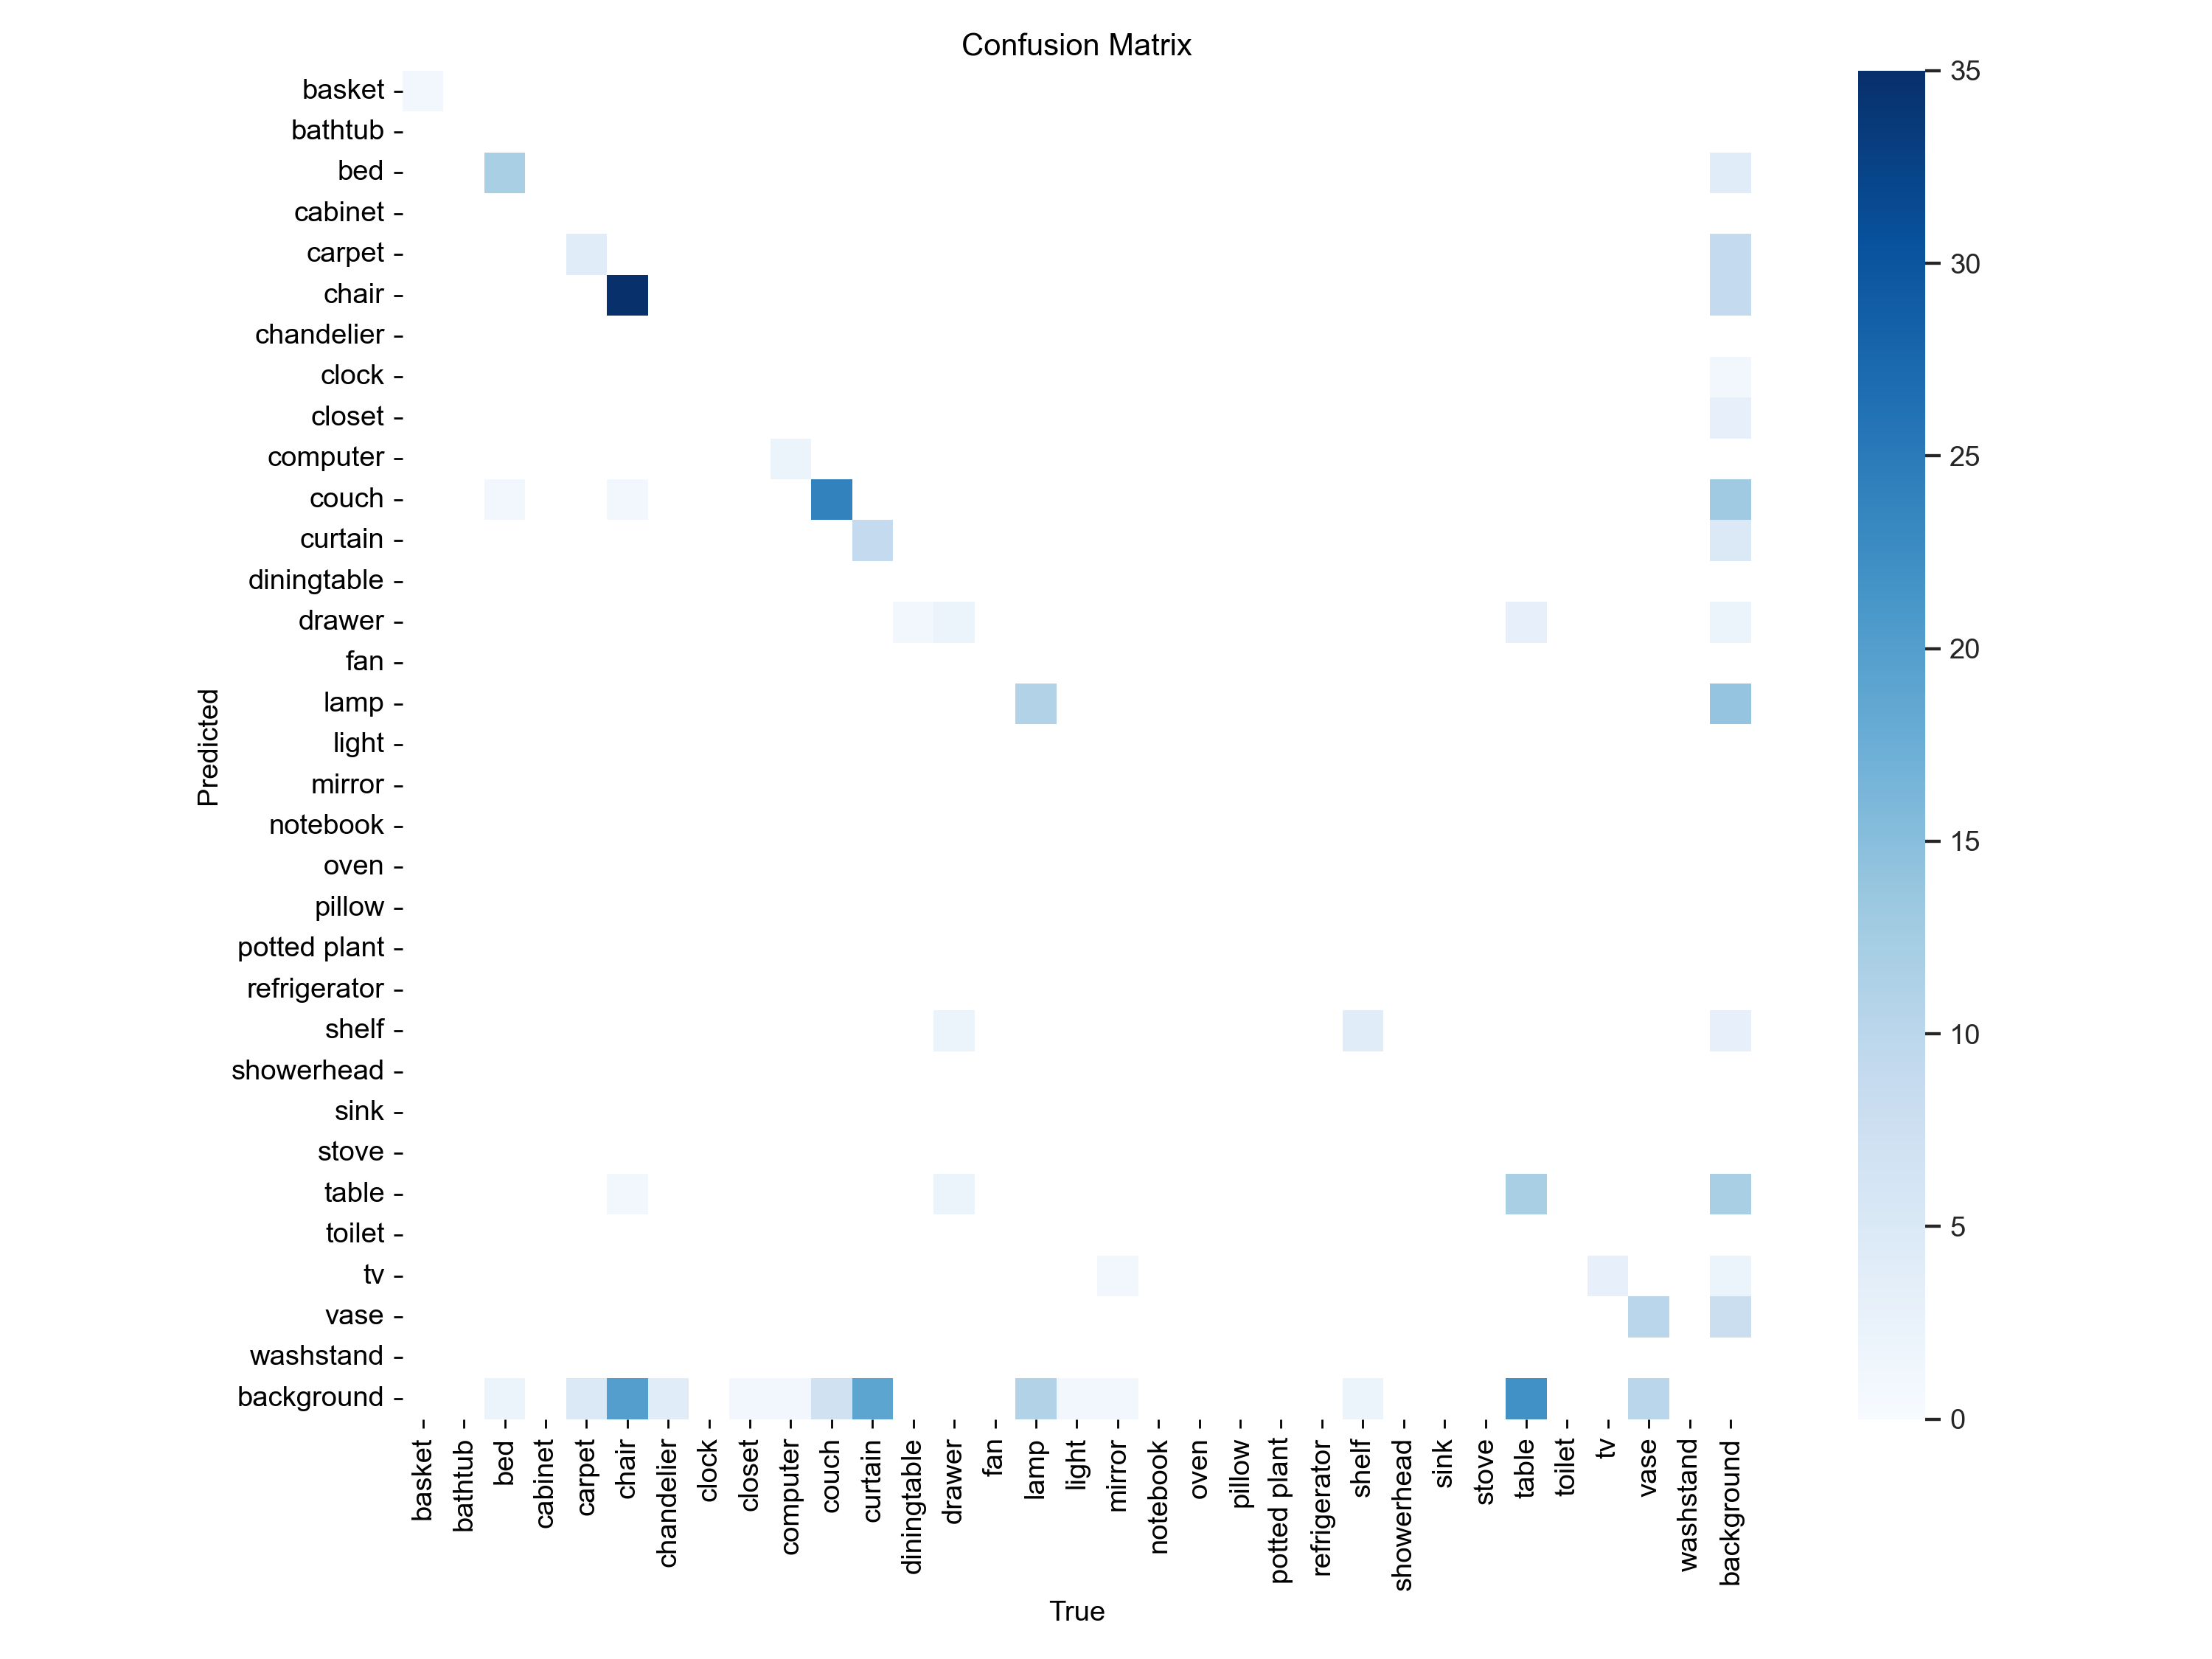 Confusion Matrix
basket
bathtub
bed
cabinet
carpet
chair
chandelier
clock
closet
computer
couch
curtain
diningtable
drawer
fan
lamp
light
mirror
notebook
oven
pillow
potted plant
refrigerator
shelf
showerhead
sink
stove
table
toilet
tv
vase
washstand
background
Predicted
basket
bathtub
bed
cabinet
carpet
chair
chandelier
clock
closet
computer
couch
curtain
diningtable
drawer
fan
lamp
light
mirror
notebook
oven
pillow
potted plant
refrigerator
shelf
showerhead
sink
stove
table
toilet
tv
vase
washstand
background
True
35
30
25
20
15
10
5
0